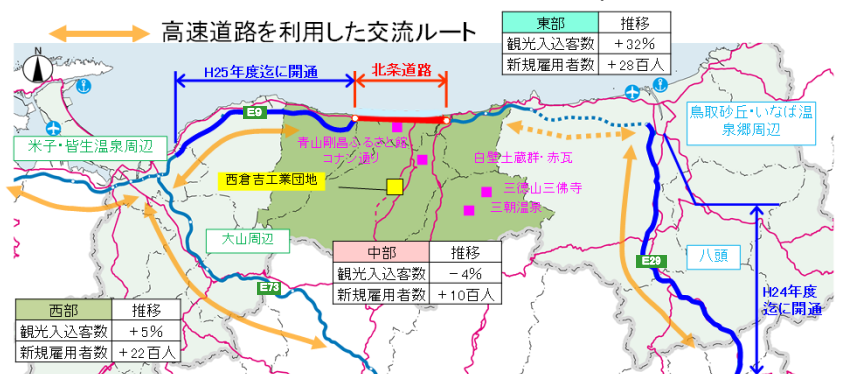 高速道路を利用した交流ルート
東部 推移
観光入込客数 +32%
新規雇用者数 +28百人
N
H25年度迄に開通
北条道路
E9
鳥取砂丘・いなば温
泉郷周辺
米子・皆生温泉周辺
青山剛昌ふるさと館
コナン通り
白壁土蔵群・赤瓦
西倉吉工業団地
三徳山三佛寺
三朝温泉
大山周辺
中部 推移
観光入込客数 -4%
新規雇用者数 +10百人
八頭
E29
E73
H24年度
迄に開通
西部 推移
観光入込客数 +5%
新規雇用者数 +22百人